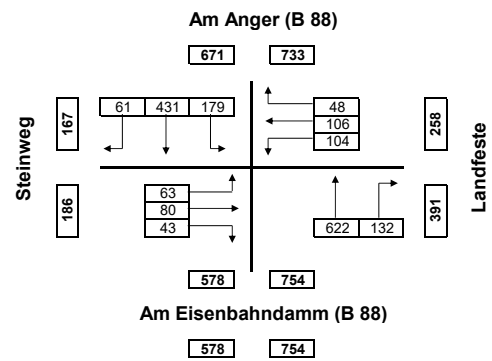 Am Anger (B 88)
671 733
61 431 179
48
106
104
167
258
Steinweg
Landfeste
63
80
43
186
391
622 132
578 754
Am Eisenbahndamm (B 88)
578 754